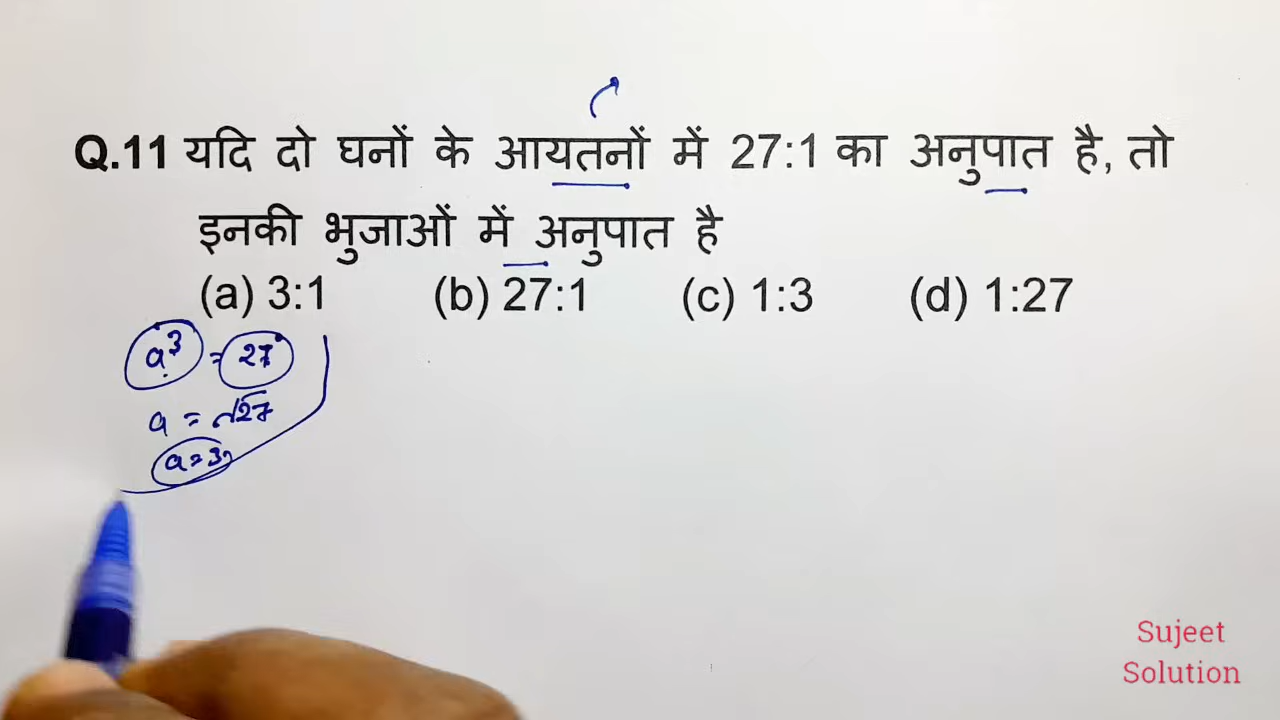 Q.11 यदि दो घनों के आयतनों में 27:1 का अनुपात है, तो
इनकी भुजाओं में अनुपात है
(a) 3:1 (b) 27:1 (c) 1:3 (d) 1:27
a³ = 27
a = √27
a = 3
Sujeet
Solution